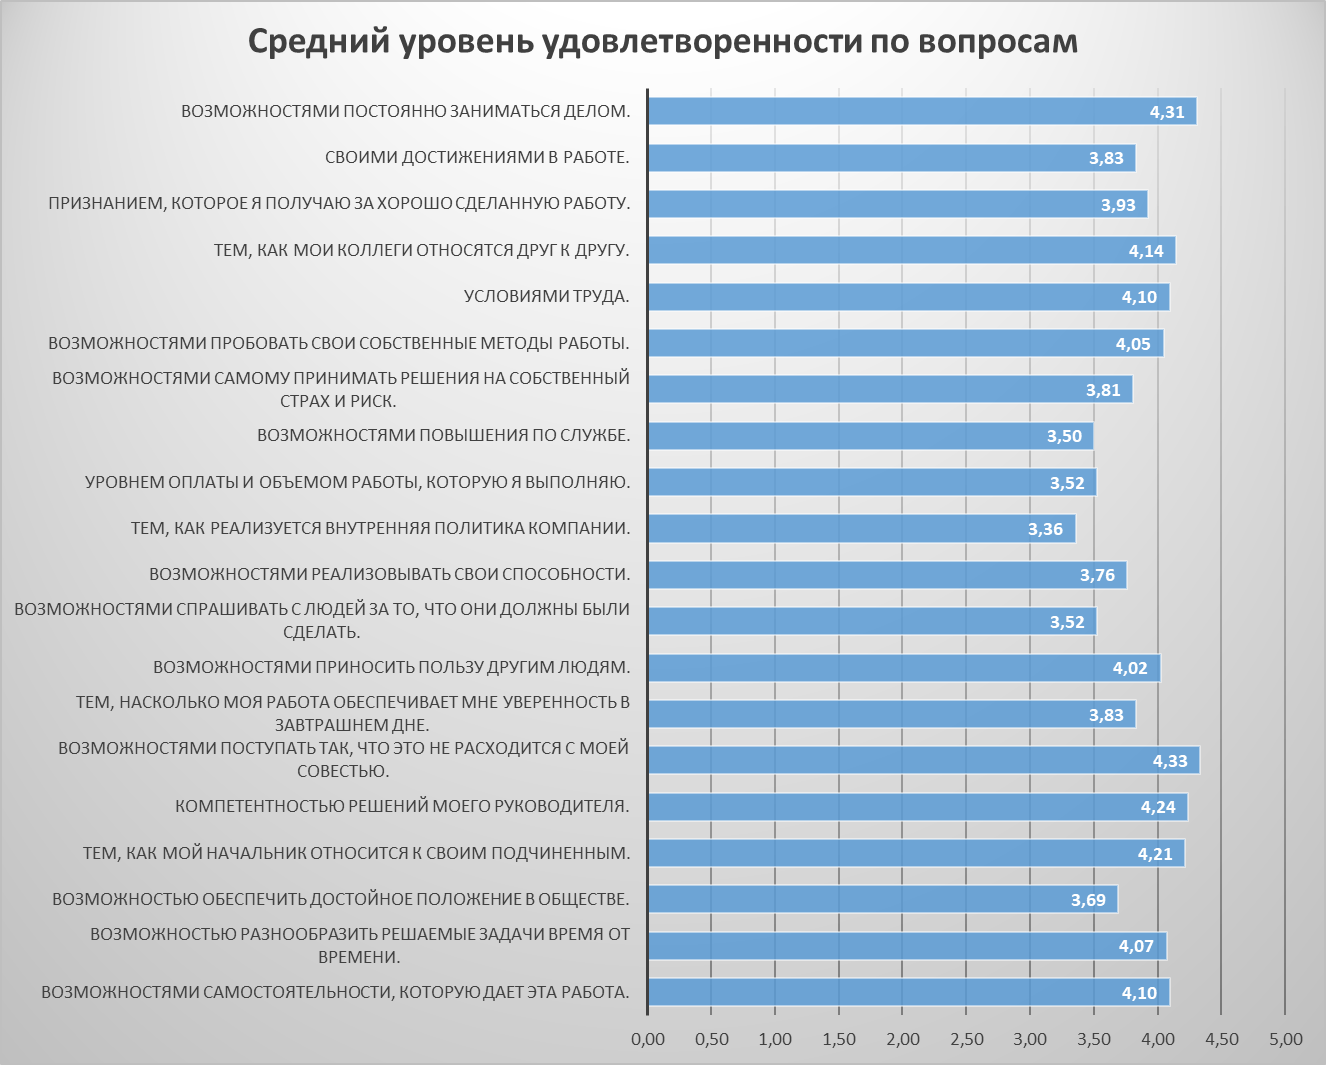 Средний уровень удовлетворенности по вопросам
ВОЗМОЖНОСТЯМИ ПОСТОЯННО ЗАНИМАТЬСЯ ДЕЛОМ.
4,31
СВОИМИ ДОСТИЖЕНИЯМИ В РАБОТЕ.
3,83
ПРИЗНАНИЕМ, КОТОРОЕ Я ПОЛУЧАЮ ЗА ХОРОШО СДЕЛАННУЮ РАБОТУ.
3,93
ТЕМ, КАК МОИ КОЛЛЕГИ ОТНОСЯТСЯ ДРУГ К ДРУГУ.
4,14
УСЛОВИЯМИ ТРУДА.
4,10
ВОЗМОЖНОСТЯМИ ПРОБОВАТЬ СВОИ СОБСТВЕННЫЕ МЕТОДЫ РАБОТЫ.
4,05
ВОЗМОЖНОСТЯМИ САМОМУ ПРИНИМАТЬ РЕШЕНИЯ НА СОБСТВЕННЫЙ
СТРАХ И РИСК.
3,81
ВОЗМОЖНОСТЯМИ ПОВЫШЕНИЯ ПО СЛУЖБЕ.
3,50
УРОВНЕМ ОПЛАТЫ И ОБЪЕМОМ РАБОТЫ, КОТОРУЮ Я ВЫПОЛНЯЮ.
3,52
ТЕМ, КАК РЕАЛИЗУЕТСЯ ВНУТРЕННЯЯ ПОЛИТИКА КОМПАНИИ.
3,36
ВОЗМОЖНОСТЯМИ РЕАЛИЗОВЫВАТЬ СВОИ СПОСОБНОСТИ.
3,76
ВОЗМОЖНОСТЯМИ СПРАШИВАТЬ С ЛЮДЕЙ ЗА ТО, ЧТО ОНИ ДОЛЖНЫ БЫЛИ
СДЕЛАТЬ.
3,52
ВОЗМОЖНОСТЯМИ ПРИНОСИТЬ ПОЛЬЗУ ДРУГИМ ЛЮДЯМ.
4,02
ТЕМ, НАСКОЛЬКО МОЯ РАБОТА ОБЕСПЕЧИВАЕТ МНЕ УВЕРЕННОСТЬ В
ЗАВТРАШНЕМ ДНЕ.
3,83
ВОЗМОЖНОСТЯМИ ПОСТУПАТЬ ТАК, ЧТО ЭТО НЕ РАСХОДИТСЯ С МОЕЙ
СОВЕСТЬЮ.
4,33
КОМПЕТЕНТНОСТЬЮ РЕШЕНИЙ МОЕГО РУКОВОДИТЕЛЯ.
4,24
ТЕМ, КАК МОЙ НАЧАЛЬНИК ОТНОСИТСЯ К СВОИМ ПОДЧИНЕННЫМ.
4,21
ВОЗМОЖНОСТЬЮ ОБЕСПЕЧИТЬ ДОСТОЙНОЕ ПОЛОЖЕНИЕ В ОБЩЕСТВЕ.
3,69
ВОЗМОЖНОСТЬЮ РАЗНООБРАЗИТЬ РЕШАЕМЫЕ ЗАДАЧИ ВРЕМЯ ОТ
ВРЕМЕНИ.
4,07
ВОЗМОЖНОСТЯМИ САМОСТОЯТЕЛЬНОСТИ, КОТОРУЮ ДАЕТ ЭТА РАБОТА.
4,10
0,00 0,50 1,00 1,50 2,00 2,50 3,00 3,50 4,00 4,50 5,00